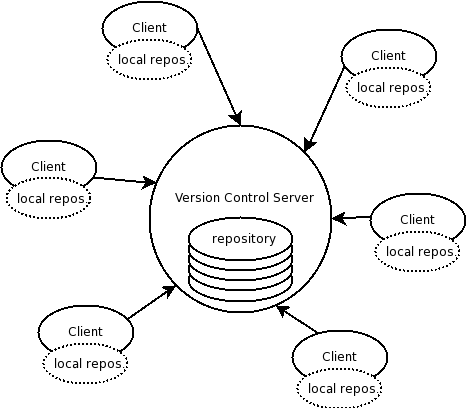 Client
local repos.
Client
local repos.
Client
local repos.
Version Control Server
repository
Client
local repos.
Client
local repos.
Client
local repos.